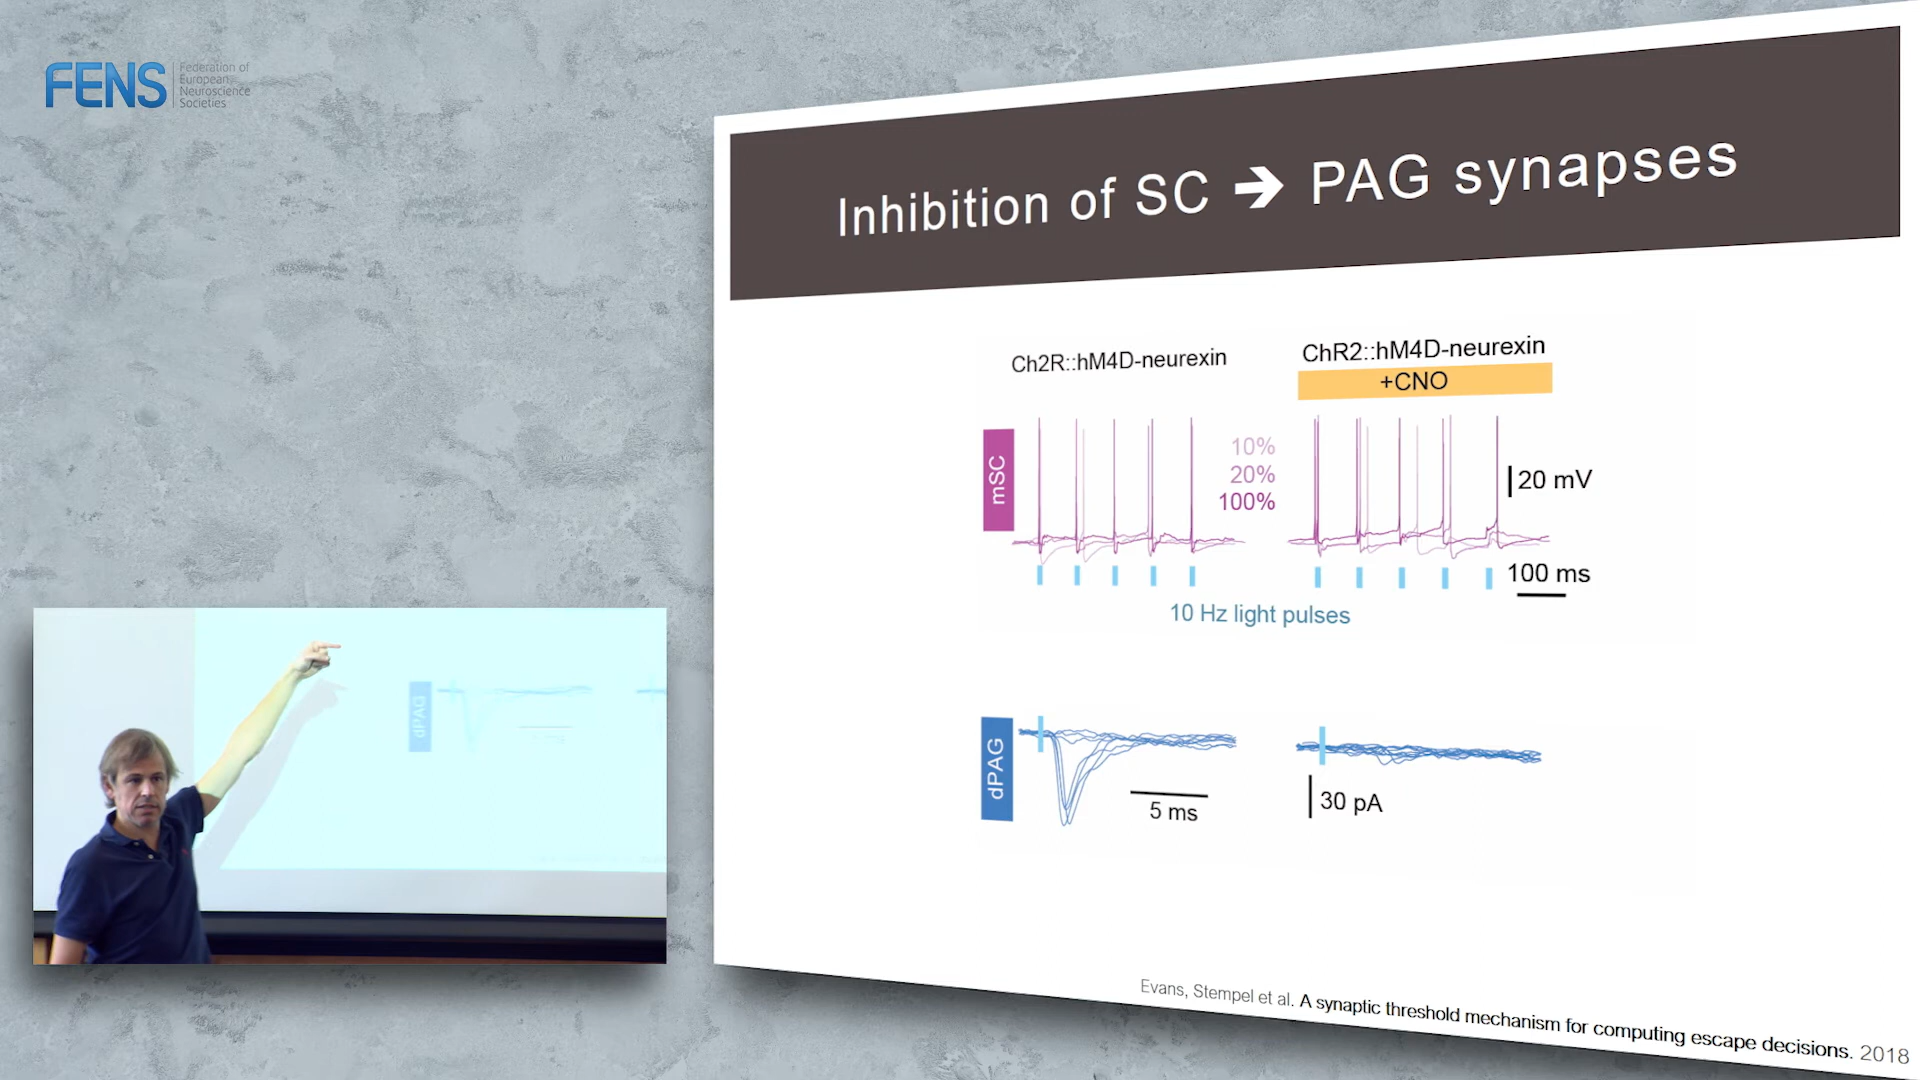 FENS
Federation of
European
Neuroscience
Societies
Inhibition of SC ➔ PAG synapses
Ch2R::hM4D-neurexin
ChR2::hM4D-neurexin
+CNO
mSC
10%
20%
100%
20 mV
100 ms
10 Hz light pulses
dPAG
5 ms
30 pA
dPAG
Evans, Stempel et al. A synaptic threshold mechanism for computing escape decisions. 2018